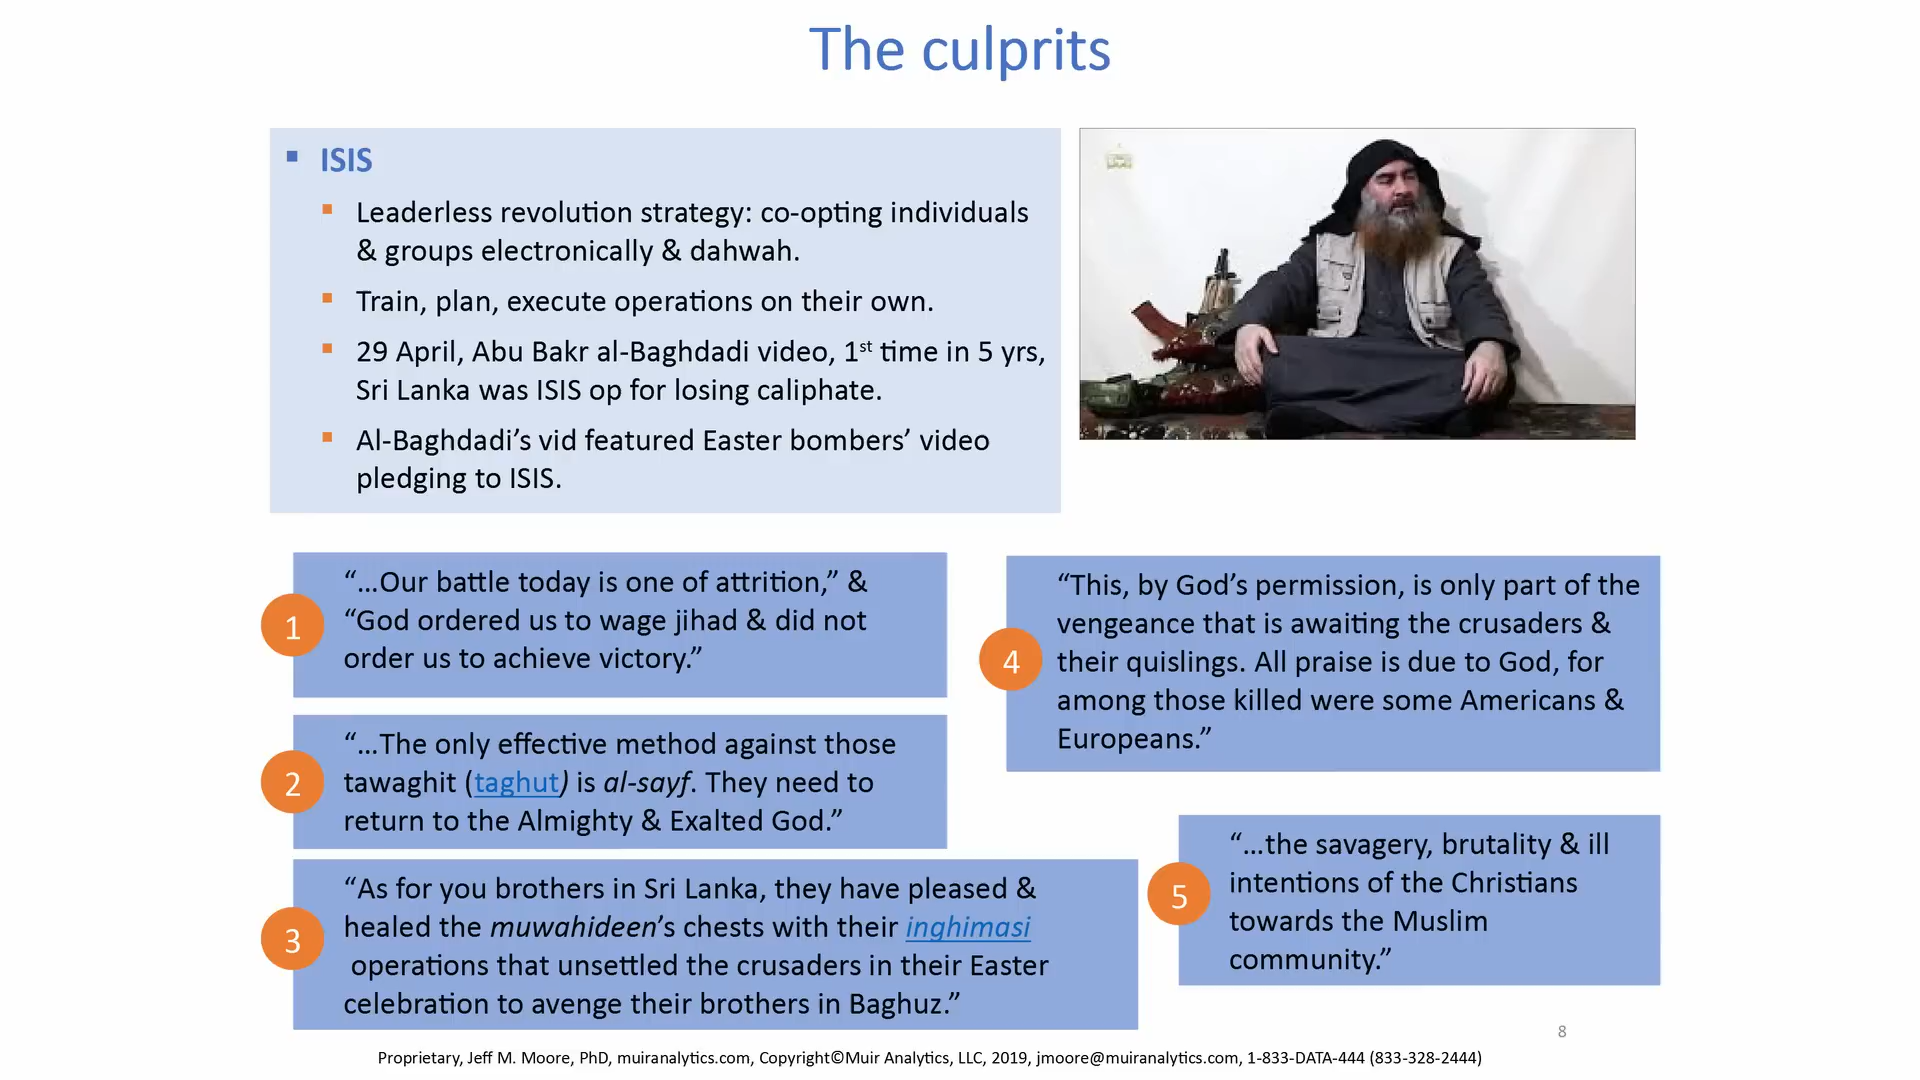 The culprits
▪ ISIS
▪ Leaderless revolution strategy: co-opting individuals
& groups electronically & dahwah.
▪ Train, plan, execute operations on their own.
▪ 29 April, Abu Bakr al-Baghdadi video, 1st time in 5 yrs,
Sri Lanka was ISIS op for losing caliphate.
▪ Al-Baghdadi’s vid featured Easter bombers’ video
pledging to ISIS.
1
“…Our battle today is one of attrition,” &
“God ordered us to wage jihad & did not
order us to achieve victory.”
2
“…The only effective method against those
tawaghit (taghut) is al-sayf. They need to
return to the Almighty & Exalted God.”
3
“As for you brothers in Sri Lanka, they have pleased &
healed the muwahideen’s chests with their inghimasi
operations that unsettled the crusaders in their Easter
celebration to avenge their brothers in Baghuz.”
4
“This, by God’s permission, is only part of the
vengeance that is awaiting the crusaders &
their quislings. All praise is due to God, for
among those killed were some Americans &
Europeans.”
5
“…the savagery, brutality & ill
intentions of the Christians
towards the Muslim
community.”
8
Proprietary, Jeff M. Moore, PhD, muiranalytics.com, Copyright©Muir Analytics, LLC, 2019, jmoore@muiranalytics.com, 1-833-DATA-444 (833-328-2444)